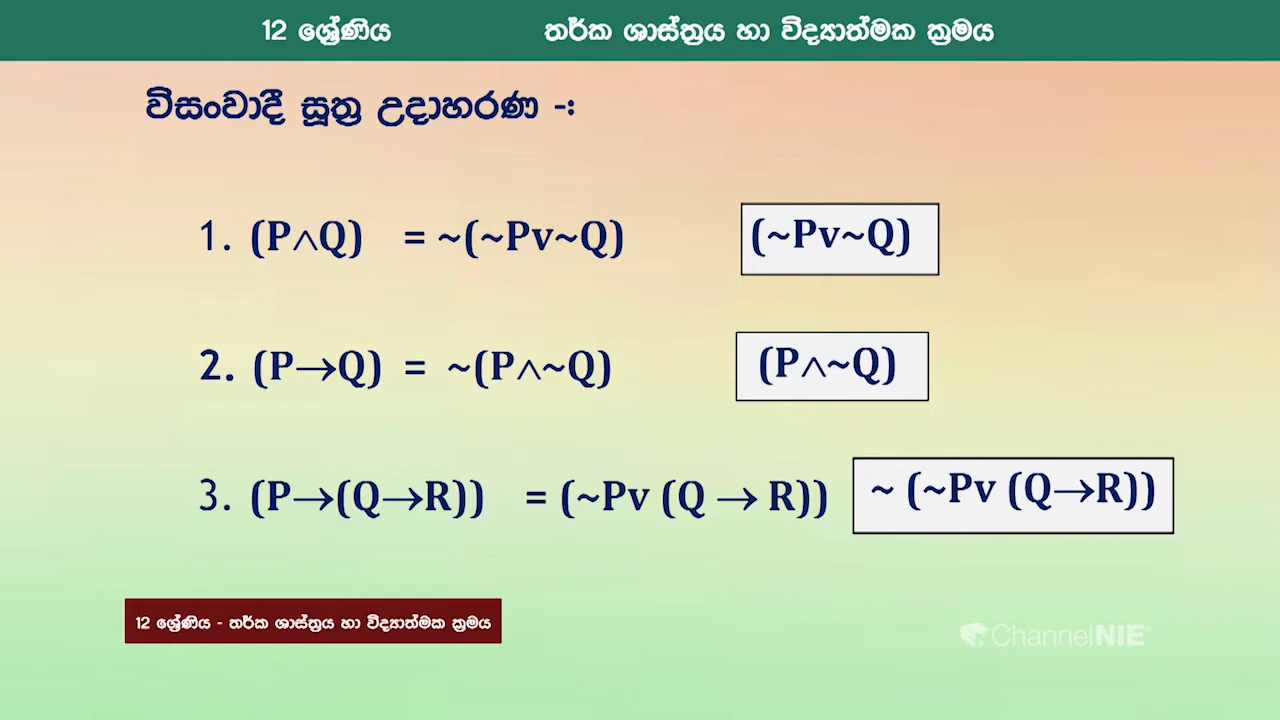 12 ශ්‍රේණිය තර්ක ශාස්ත්‍රය හා විද්‍යාත්මක ක්‍රමය
විසංවාදී සූත්‍ර උදාහරණ -:
1. (P∧Q) = ~(~Pv~Q) (~Pv~Q)
2. (P→Q) = ~(P∧~Q) (P∧~Q)
3. (P→(Q→R)) = (~Pv (Q → R)) ~ (~Pv (Q→R))
12 ශ්‍රේණිය - තර්ක ශාස්ත්‍රය හා විද්‍යාත්මක ක්‍රමය
ChannelNIE